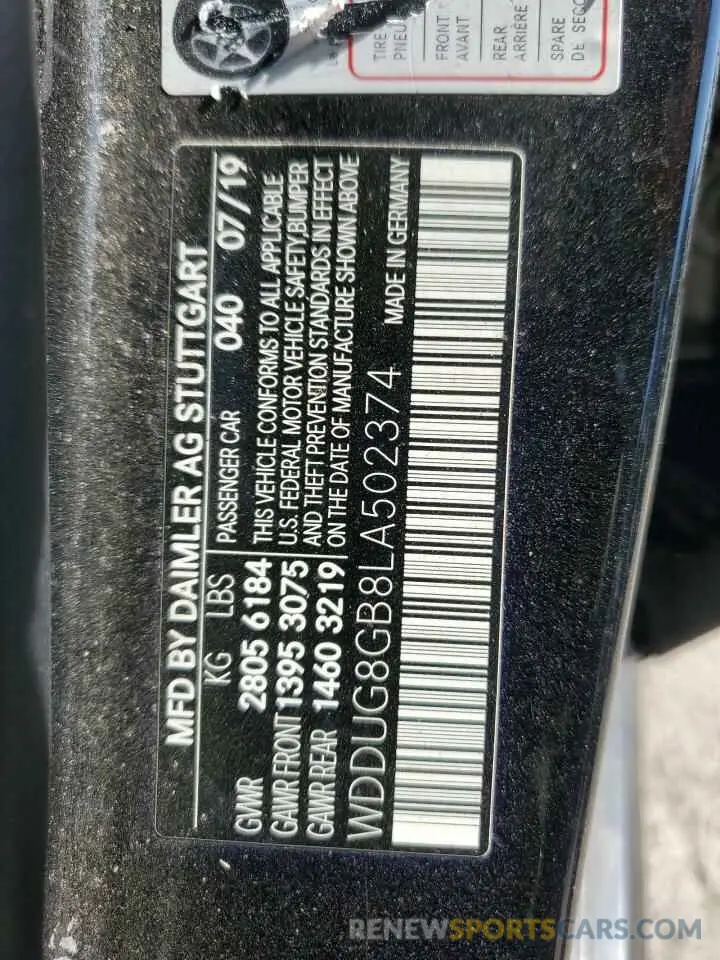 TIRE
PNEU
FRONT
AVANT
REAR
ARRIÈRE
SPARE
DE SECO
MFD BY DAIMLER AG STUTTGART
KG LBS PASSENGER CAR 040 07/19
GWR 2805 6184 THIS VEHICLE CONFORMS TO ALL APPLICABLE
GAWR FRONT 1395 3075 U.S. FEDERAL MOTOR VEHICLE SAFETY, BUMPER
GAWR REAR 1460 3219 AND THEFT PREVENTION STANDARDS IN EFFECT
ON THE DATE OF MANUFACTURE SHOWN ABOVE
WDDUG8GB8LA502374 MADE IN GERMANY
RENEWSPORTSCARS.COM